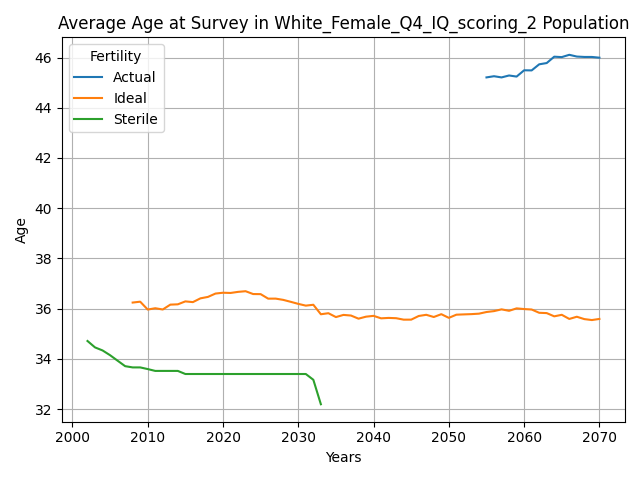 Average Age at Survey in White_Female_Q4_IQ_scoring_2 Population
Fertility
Actual
Ideal
Sterile
46
44
42
40
38
36
34
32
Age
2000 2010 2020 2030 2040 2050 2060 2070
Years